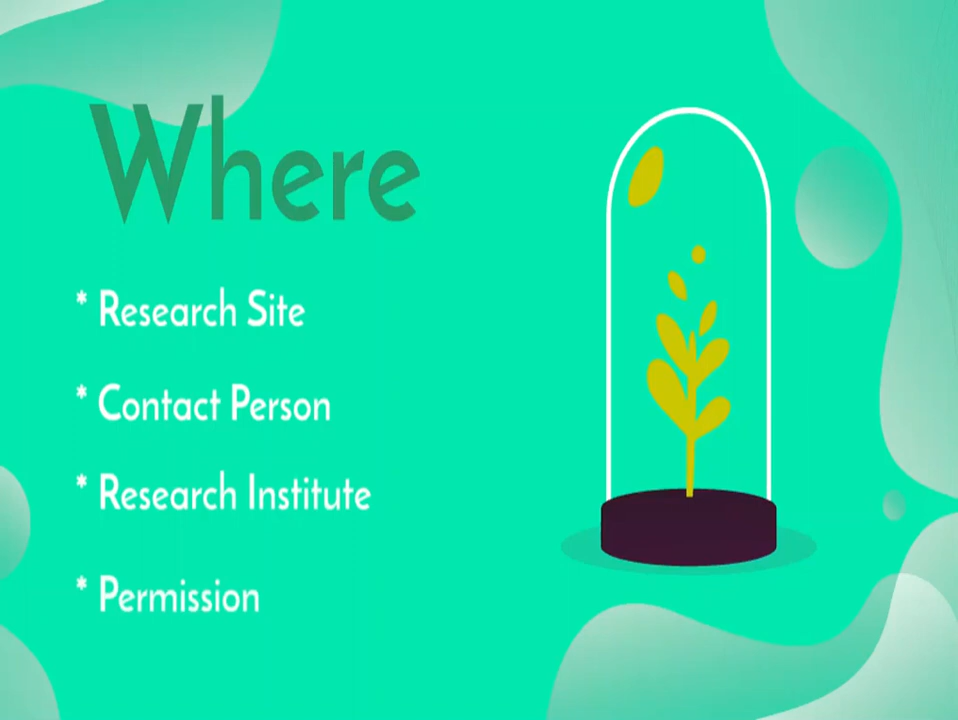 Where
* Research Site
* Contact Person
* Research Institute
* Permission